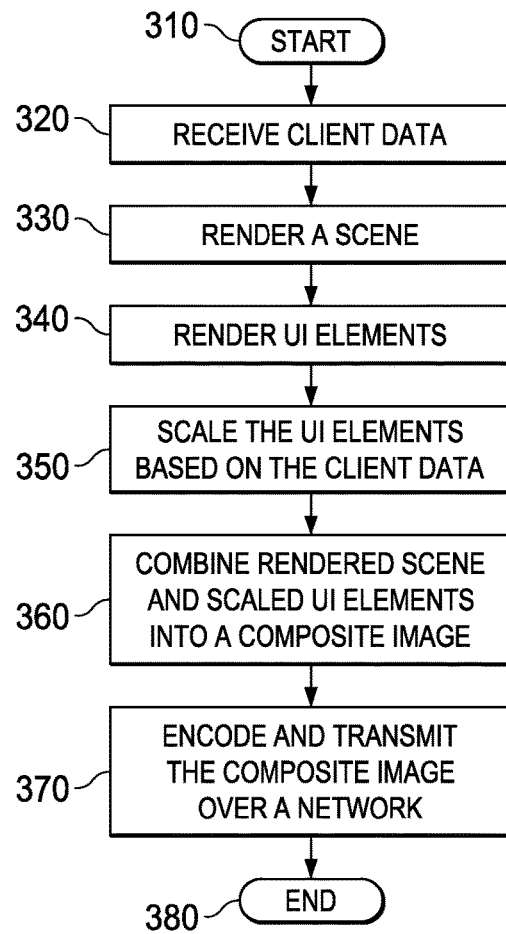 310
START
320
RECEIVE CLIENT DATA
330
RENDER A SCENE
340
RENDER UI ELEMENTS
350
SCALE THE UI ELEMENTS
BASED ON THE CLIENT DATA
360
COMBINE RENDERED SCENE
AND SCALED UI ELEMENTS
INTO A COMPOSITE IMAGE
370
ENCODE AND TRANSMIT
THE COMPOSITE IMAGE
OVER A NETWORK
380
END